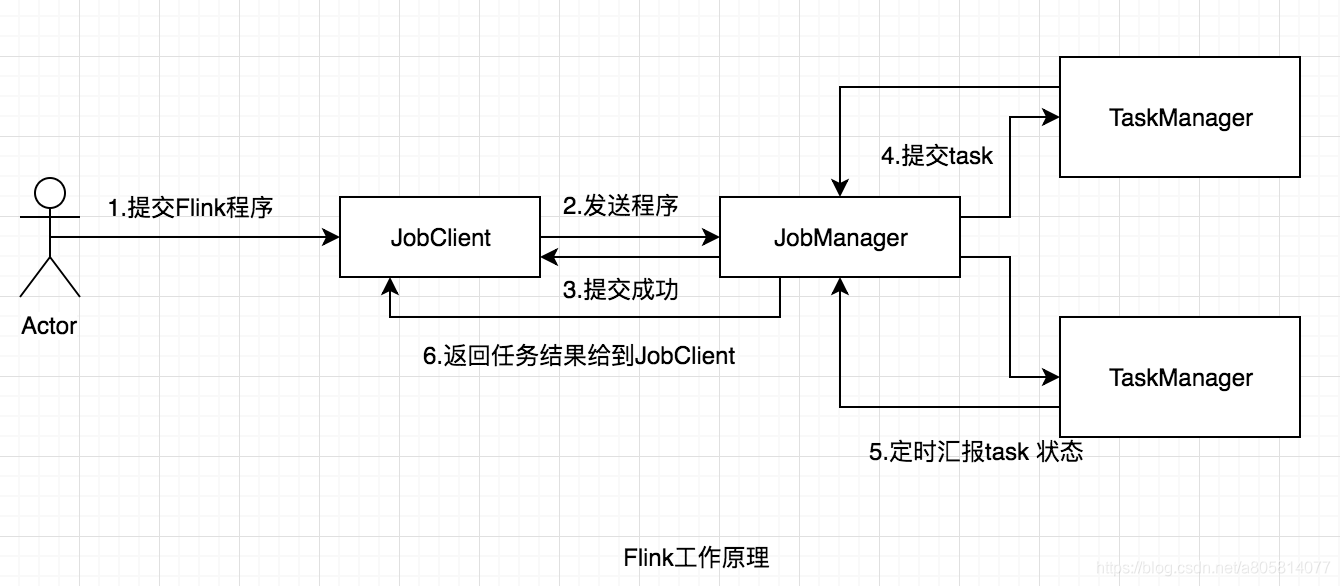 TaskManager
4.提交task
1.提交Flink程序
2.发送程序
JobClient
JobManager
3.提交成功
Actor
6.返回任务结果给到JobClient
TaskManager
5.定时汇报task 状态
Flink工作原理
https://blog.csdn.net/a805814077